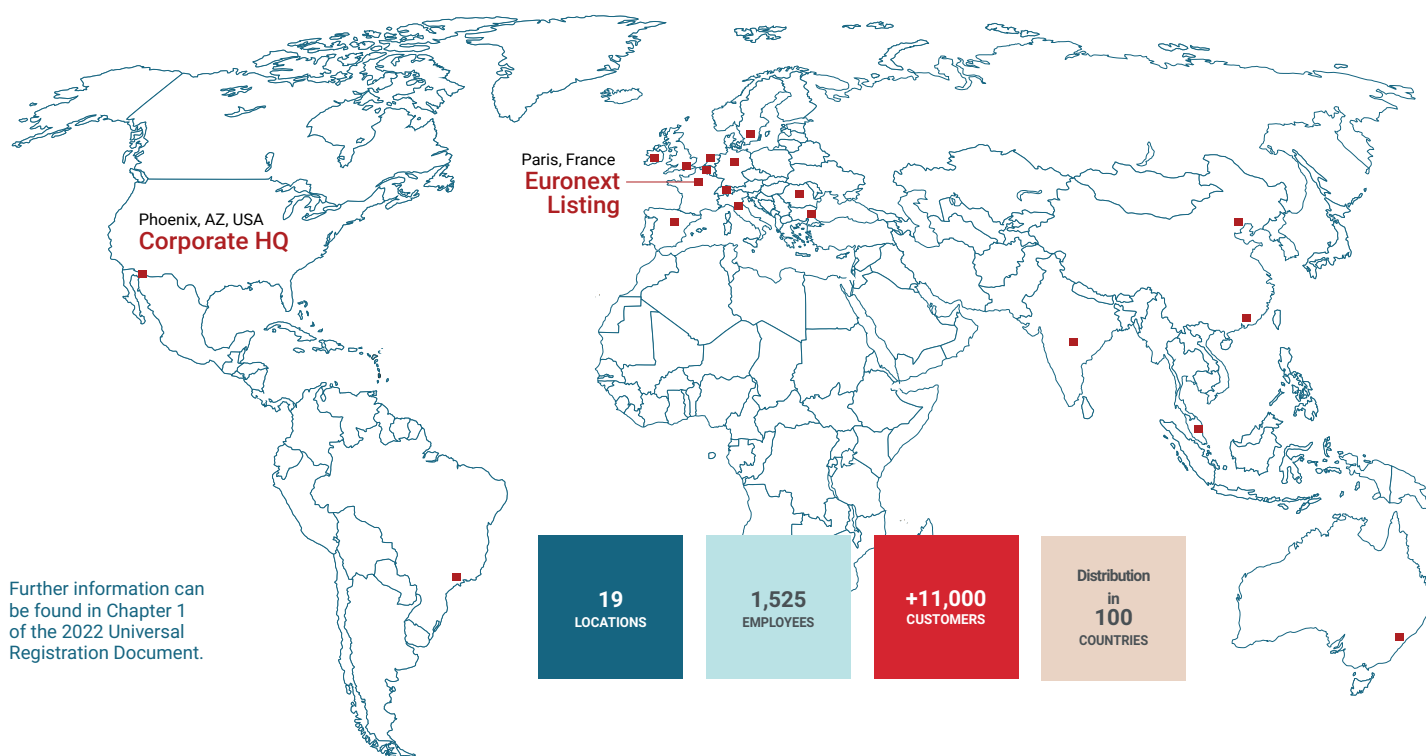 Paris, France
Euronext
Listing
Phoenix, AZ, USA
Corporate HQ
Further information can
be found in Chapter 1
of the 2022 Universal
Registration Document.
19
LOCATIONS
1,525
EMPLOYEES
+11,000
CUSTOMERS
Distribution
in
100
COUNTRIES